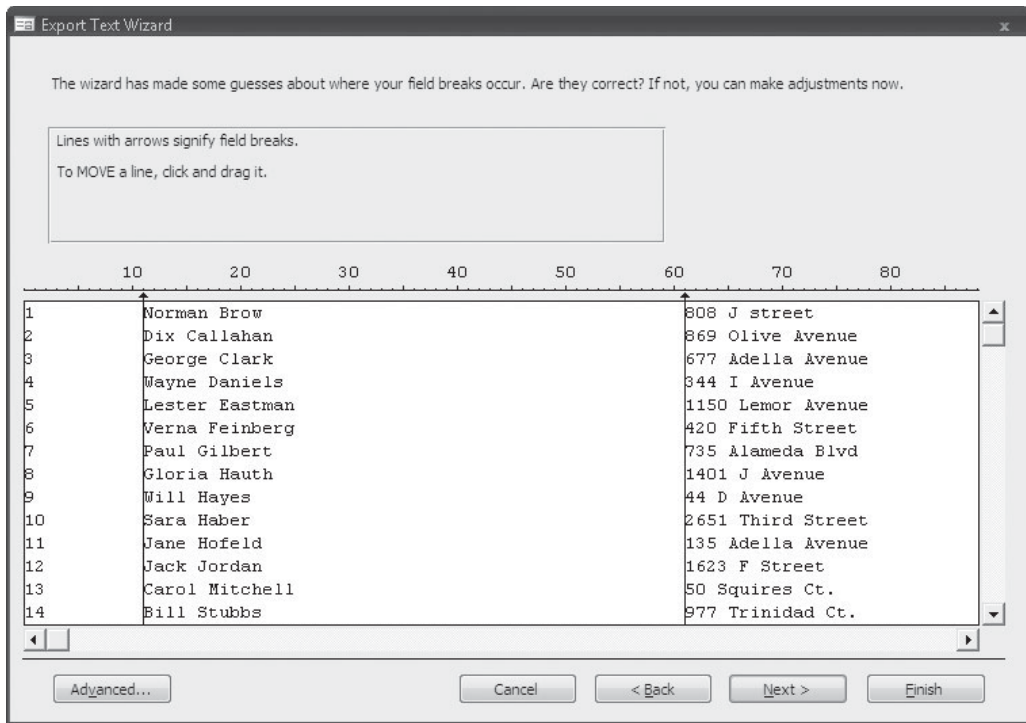 Export Text Wizard x
The wizard has made some guesses about where your field breaks occur. Are they correct? If not, you can make adjustments now.
Lines with arrows signify field breaks.
To MOVE a line, click and drag it.
10 20 30 40 50 60 70 80
1 Norman Brow 808 J street
2 Dix Callahan 869 Olive Avenue
3 George Clark 677 Adella Avenue
4 Wayne Daniels 344 I Avenue
5 Lester Eastman 1150 Lemor Avenue
6 Verna Feinberg 420 Fifth Street
7 Paul Gilbert 735 Alameda Blvd
8 Gloria Hauth 1401 J Avenue
9 Will Hayes 44 D Avenue
10 Sara Haber 2651 Third Street
11 Jane Hofeld 135 Adella Avenue
12 Jack Jordan 1623 F Street
13 Carol Mitchell 50 Squires Ct.
14 Bill Stubbs 977 Trinidad Ct.
Advanced... Cancel < Back Next > Finish